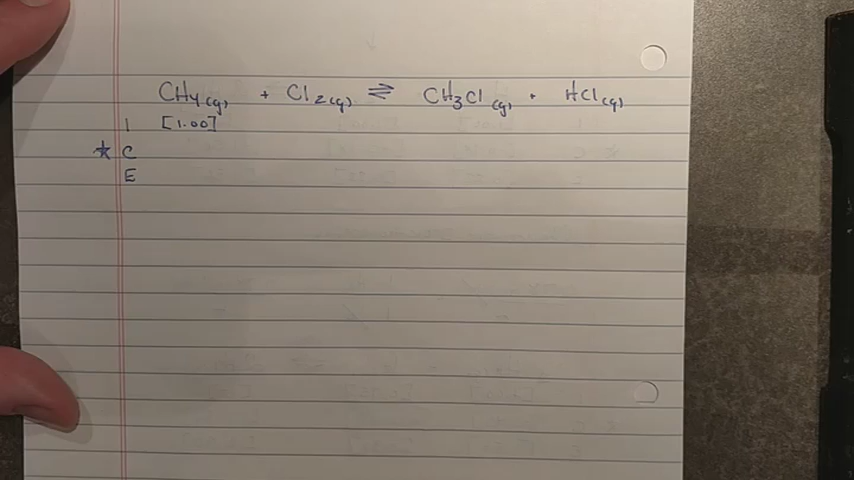 CH4(g) + Cl2(g) ⇌ CH3Cl(g) + HCl(g)
I [1.00]
★ C
E